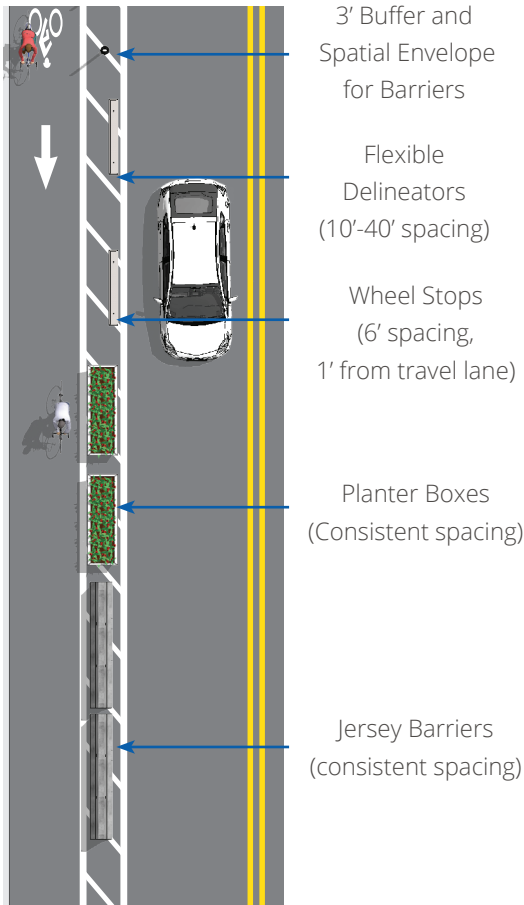 3’ Buffer and
Spatial Envelope
for Barriers
Flexible
Delineators
(10’-40’ spacing)
Wheel Stops
(6’ spacing,
1’ from travel lane)
Planter Boxes
(Consistent spacing)
Jersey Barriers
(consistent spacing)